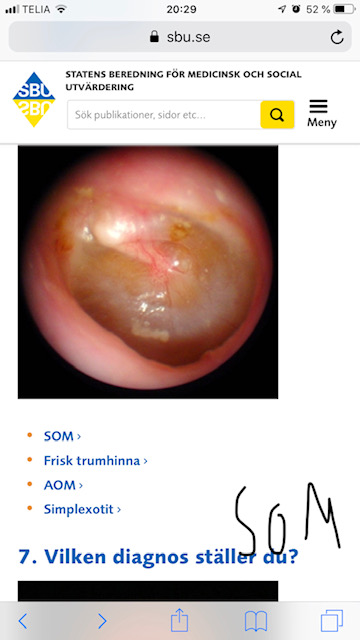 TELIA 20:29 52 %
sbu.se
SBU
SBU
STATENS BEREDNING FÖR MEDICINSK OCH SOCIAL
UTVÄRDERING
Sök publikationer, sidor etc...
Meny
SOM ›
Frisk trumhinna ›
AOM ›
Simplexotit ›
SOM
7. Vilken diagnos ställer du?